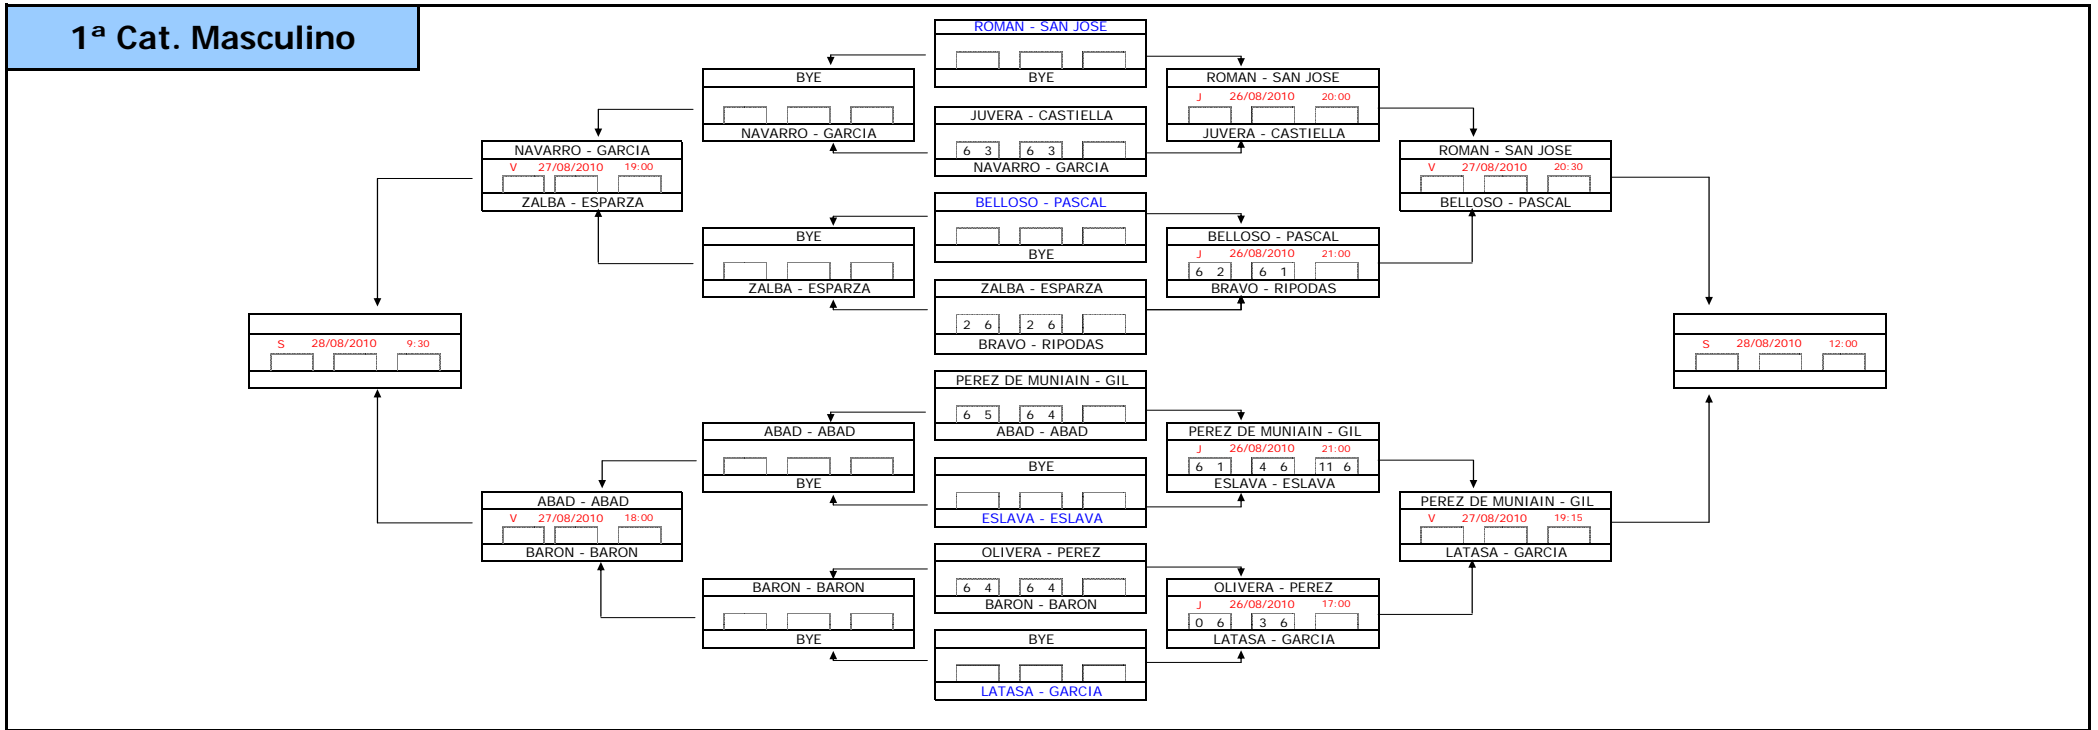 1ª Cat. Masculino
NAVARRO - GARCIA
V 27/08/2010 19:00
ZALBA - ESPARZA
S 28/08/2010 9:30
ABAD - ABAD
V 27/08/2010 18:00
BARON - BARON
BYE
NAVARRO - GARCIA
BYE
ZALBA - ESPARZA
ABAD - ABAD
BYE
BARON - BARON
BYE
ROMAN - SAN JOSE
BYE
JUVERA - CASTIELLA
6 3 6 3
NAVARRO - GARCIA
BELLOSO - PASCAL
BYE
ZALBA - ESPARZA
2 6 2 6
BRAVO - RIPODAS
PEREZ DE MUNIAIN - GIL
6 5 6 4
ABAD - ABAD
BYE
ESLAVA - ESLAVA
OLIVERA - PEREZ
6 4 6 4
BARON - BARON
BYE
LATASA - GARCIA
ROMAN - SAN JOSE
J 26/08/2010 20:00
JUVERA - CASTIELLA
BELLOSO - PASCAL
J 26/08/2010 21:00
6 2 6 1
BRAVO - RIPODAS
PEREZ DE MUNIAIN - GIL
J 26/08/2010 21:00
6 1 4 6 11 6
ESLAVA - ESLAVA
OLIVERA - PEREZ
J 26/08/2010 17:00
0 6 3 6
LATASA - GARCIA
ROMAN - SAN JOSE
V 27/08/2010 20:30
BELLOSO - PASCAL
PEREZ DE MUNIAIN - GIL
V 27/08/2010 19:15
LATASA - GARCIA
S 28/08/2010 12:00